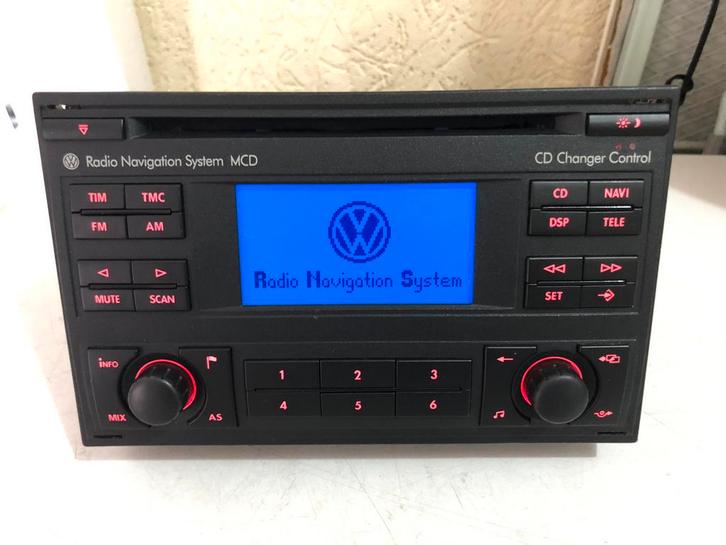 Radio Navigation System MCD
CD Changer Control
TIM TMC
FM AM
MUTE SCAN
Radio Navigation System
CD NAVI
DSP TELE
SET
iNFO
MIX AS
1 2 3
4 5 6